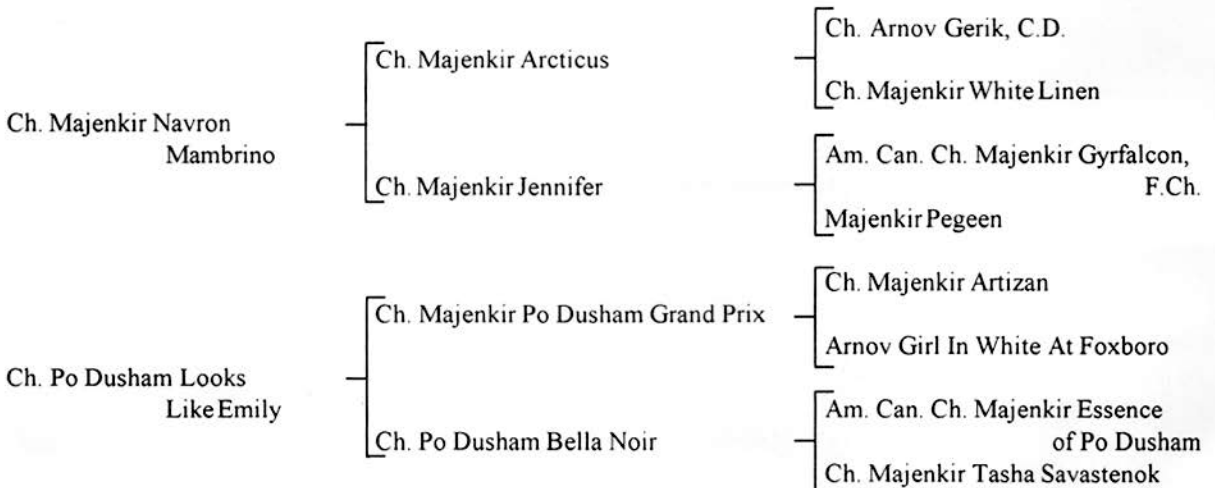 Ch. Majenkir Navron
Mambrino
Ch. Majenkir Arcticus
Ch. Arnov Gerik, C.D.
Ch. Majenkir White Linen
Ch. Majenkir Jennifer
Am. Can. Ch. Majenkir Gyrfalcon,
F.Ch.
Majenkir Pegeen
Ch. Po Dusham Looks
Like Emily
Ch. Majenkir Po Dusham Grand Prix
Ch. Majenkir Artizan
Arnov Girl In White At Foxboro
Ch. Po Dusham Bella Noir
Am. Can. Ch. Majenkir Essence
of Po Dusham
Ch. Majenkir Tasha Savastenok